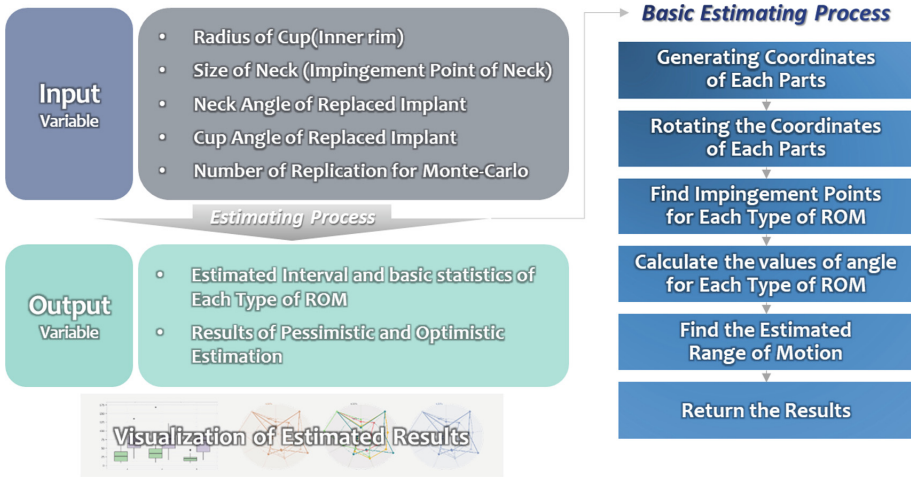 Input
Variable
• Radius of Cup(Inner rim)
• Size of Neck (Impingement Point of Neck)
• Neck Angle of Replaced Implant
• Cup Angle of Replaced Implant
• Number of Replication for Monte-Carlo
Estimating Process
Output
Variable
• Estimated Interval and basic statistics of
Each Type of ROM
• Results of Pessimistic and Optimistic
Estimation
Visualization of Estimated Results
Basic Estimating Process
Generating Coordinates
of Each Parts
Rotating the Coordinates
of Each Parts
Find Impingement Points
for Each Type of ROM
Calculate the values of angle
for Each Type of ROM
Find the Estimated
Range of Motion
Return the Results